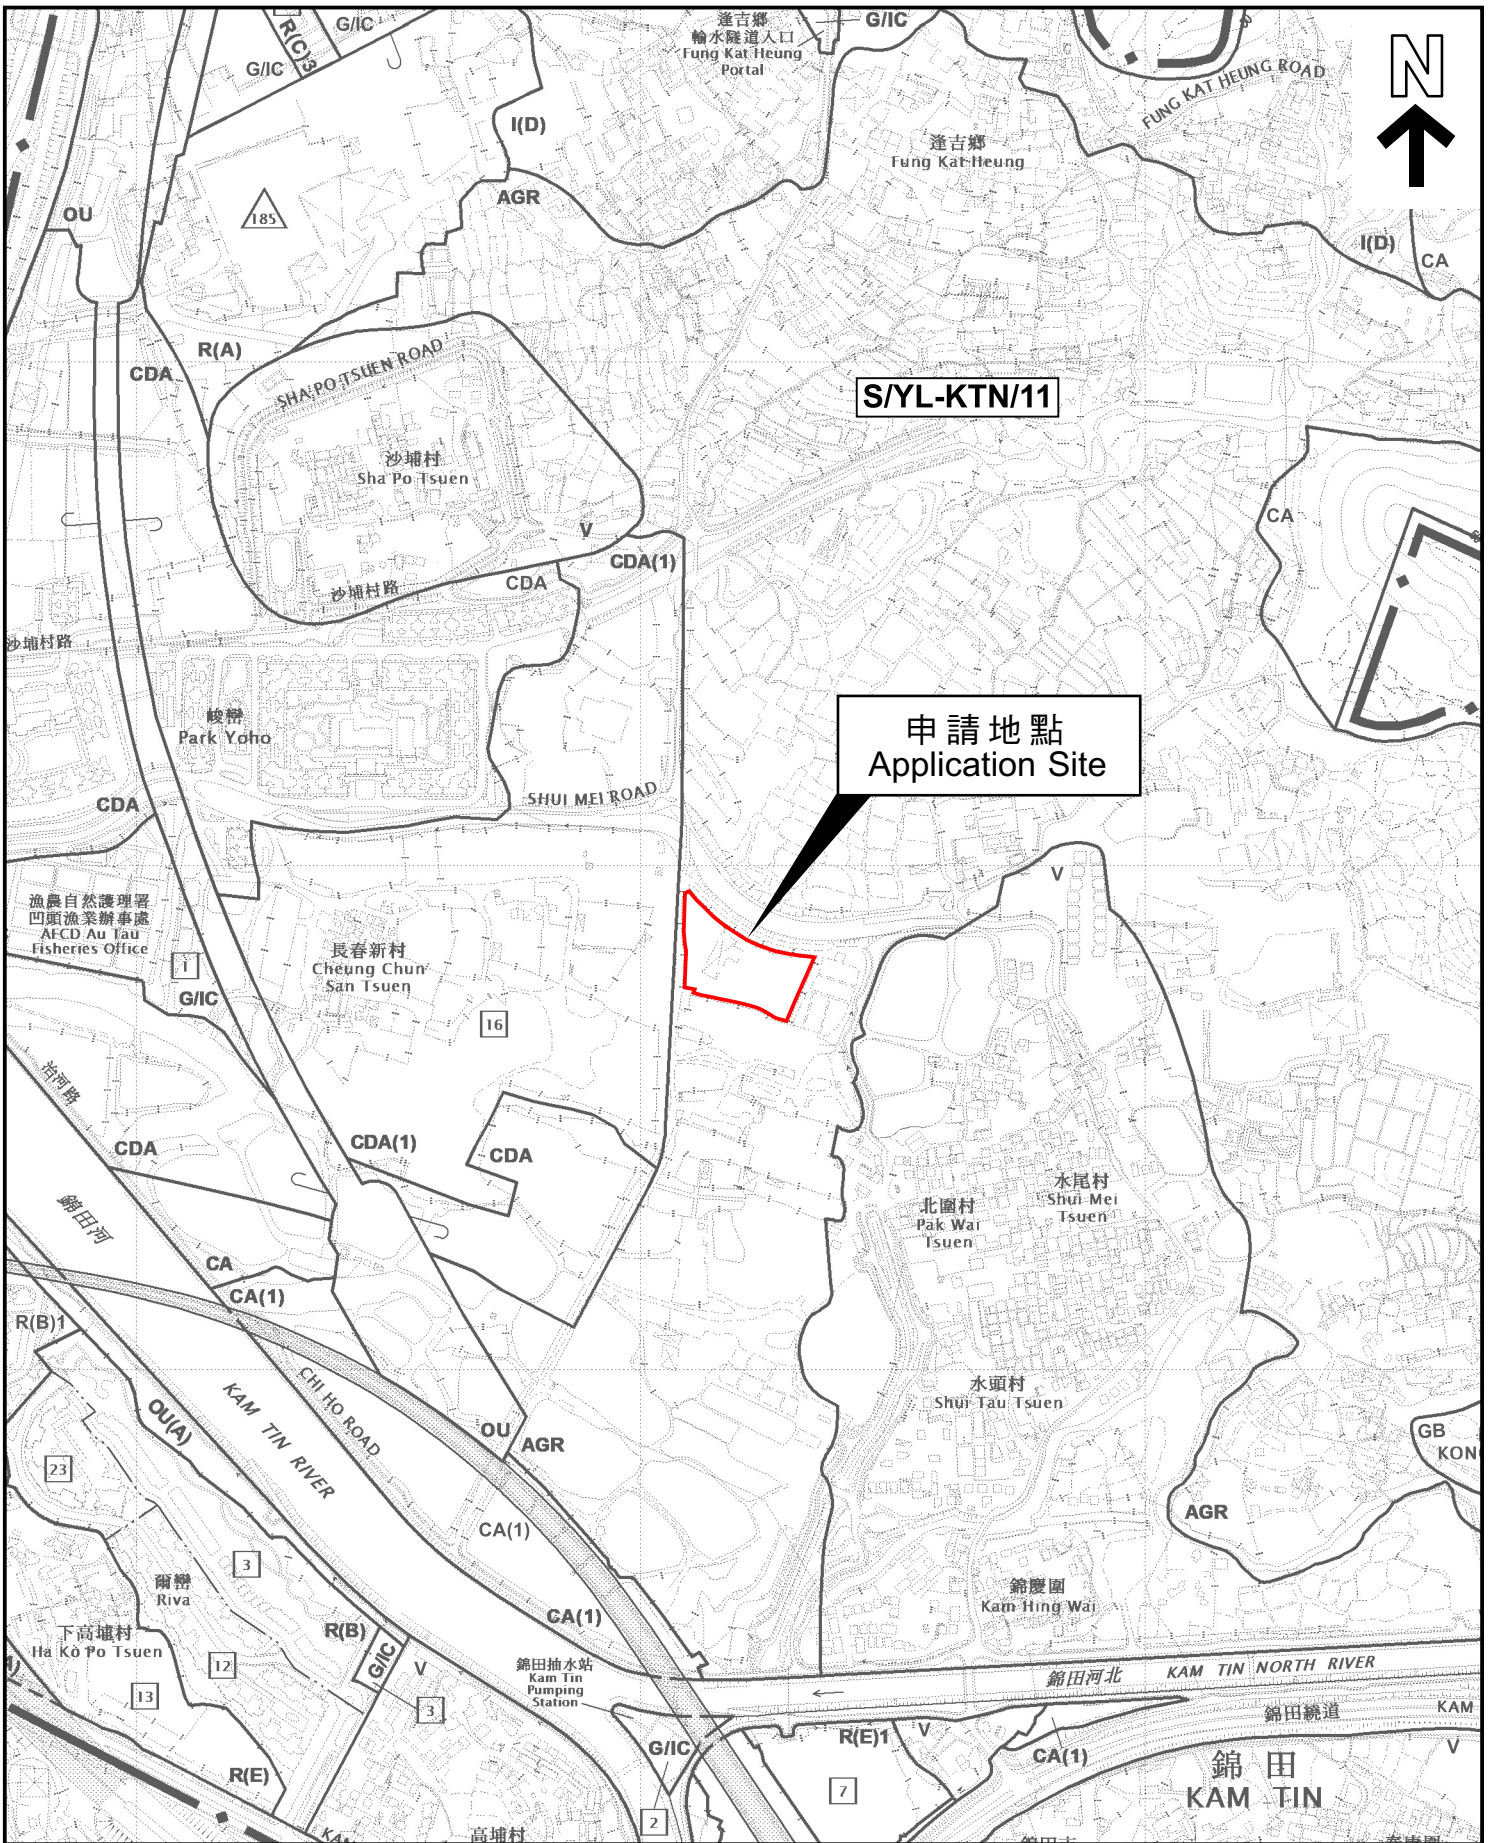 R(C)3
G/IC
G/IC
逢吉鄉
輸水隧道入口
Fung Kat Heung
Portal
G/IC
N
FUNG KAT HEUNG ROAD
I(D)
逢吉鄉
Fung Kat Heung
AGR
OU
185
I(D)
CA
R(A)
CDA
SHA PO TSUEN ROAD
S/YL-KTN/11
沙埔村
Sha Po Tsuen
CA
V
CDA(1)
CDA
沙埔村路
沙埔村路
峻巒
Park Yoho
申請地點
Application Site
SHUI MEI ROAD
CDA
V
漁農自然護理署
凹頭漁業辦事處
AFCD Au Tau
Fisheries Office
1
G/IC
長春新村
Cheung Chun
San Tsuen
16
治河路
CDA
CDA(1)
CDA
水尾村
Shui Mei
Tsuen
北圍村
Pak Wai
Tsuen
錦田河
CA
CA(1)
R(B)1
CHI HO ROAD
KAM TIN RIVER
OU(A)
水頭村
Shui Tau Tsuen
OU
AGR
GB
23
AGR
CA(1)
3
爾巒
Riva
錦慶圍
Kam Hing Wai
CA(1)
下高埔村
Ha Ko Po Tsuen
R(B)
G/IC
V
12
13
3
錦田抽水站
Kam Tin
Pumping
Station
錦田河北
KAM TIN NORTH RIVER
錦田繞道
KAM
R(E)1
V
G/IC
CA(1)
V
R(E)
7
2
錦田
KAM TIN
高埔村